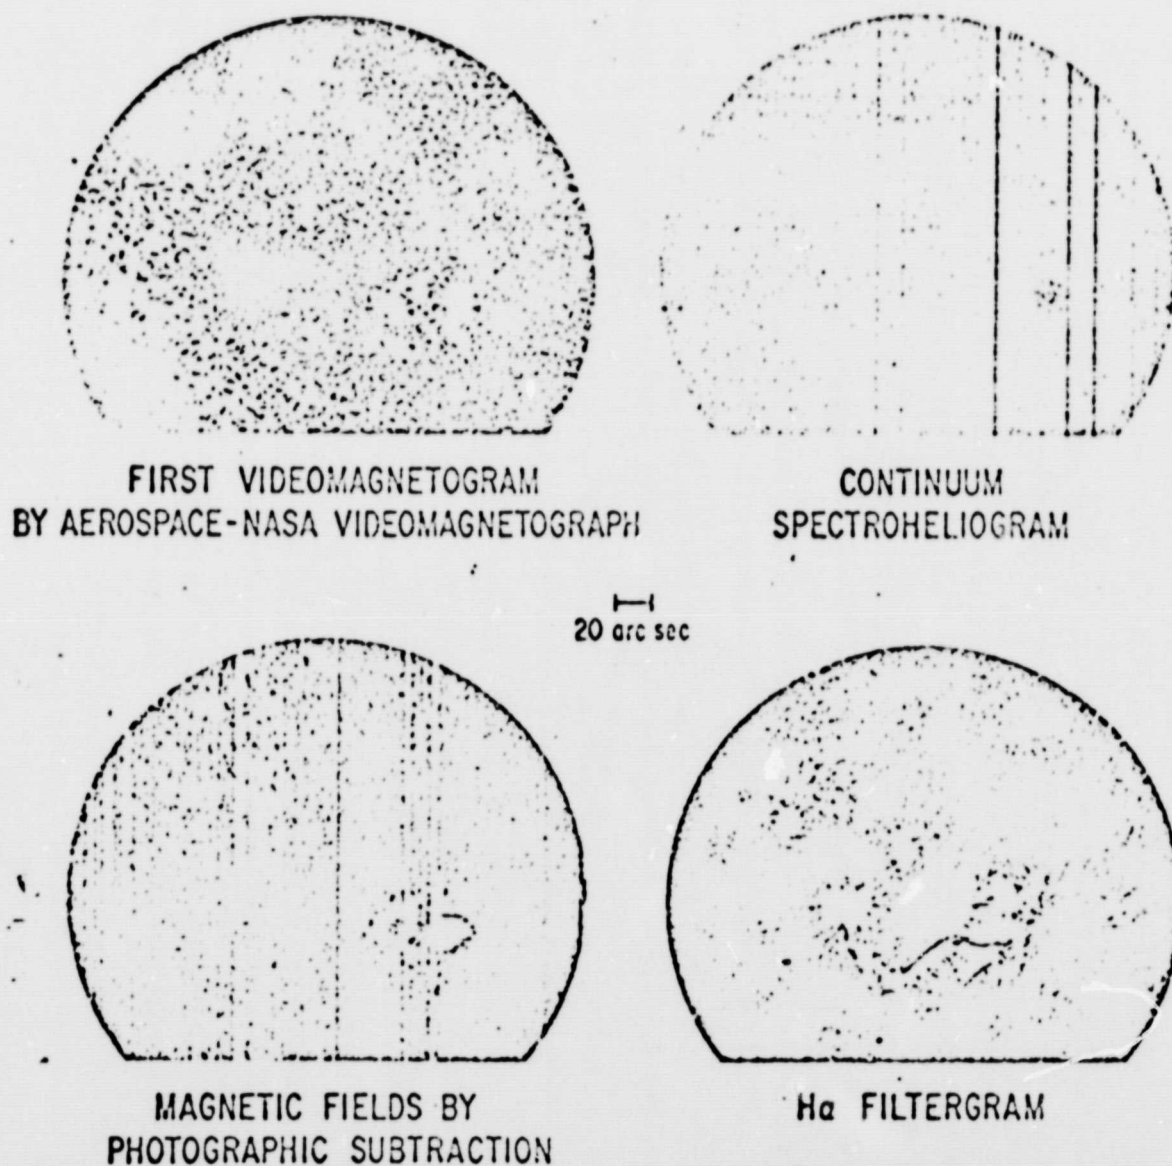 FIRST VIDEOMAGNETOGRAM
BY AEROSPACE-NASA VIDEOMAGNETOGRAPH
CONTINUUM
SPECTROHELIOGRAM
20 arc sec
MAGNETIC FIELDS BY
PHOTOGRAPHIC SUBTRACTION
Hα FILTERGRAM